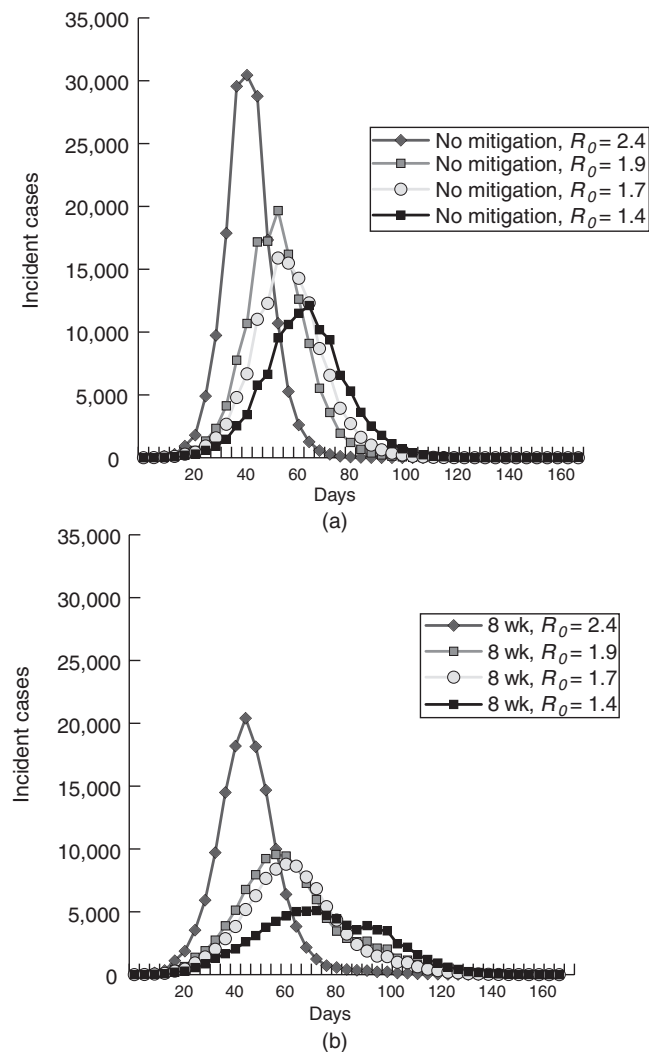 35,000
30,000
25,000
20,000
15,000
10,000
5,000
0
Incident cases
No mitigation, R0 = 2.4
No mitigation, R0 = 1.9
No mitigation, R0 = 1.7
No mitigation, R0 = 1.4
20 40 60 80 100 120 140 160
Days
(a)
35,000
30,000
25,000
20,000
15,000
10,000
5,000
0
Incident cases
8 wk, R0 = 2.4
8 wk, R0 = 1.9
8 wk, R0 = 1.7
8 wk, R0 = 1.4
20 40 60 80 100 120 140 160
Days
(b)